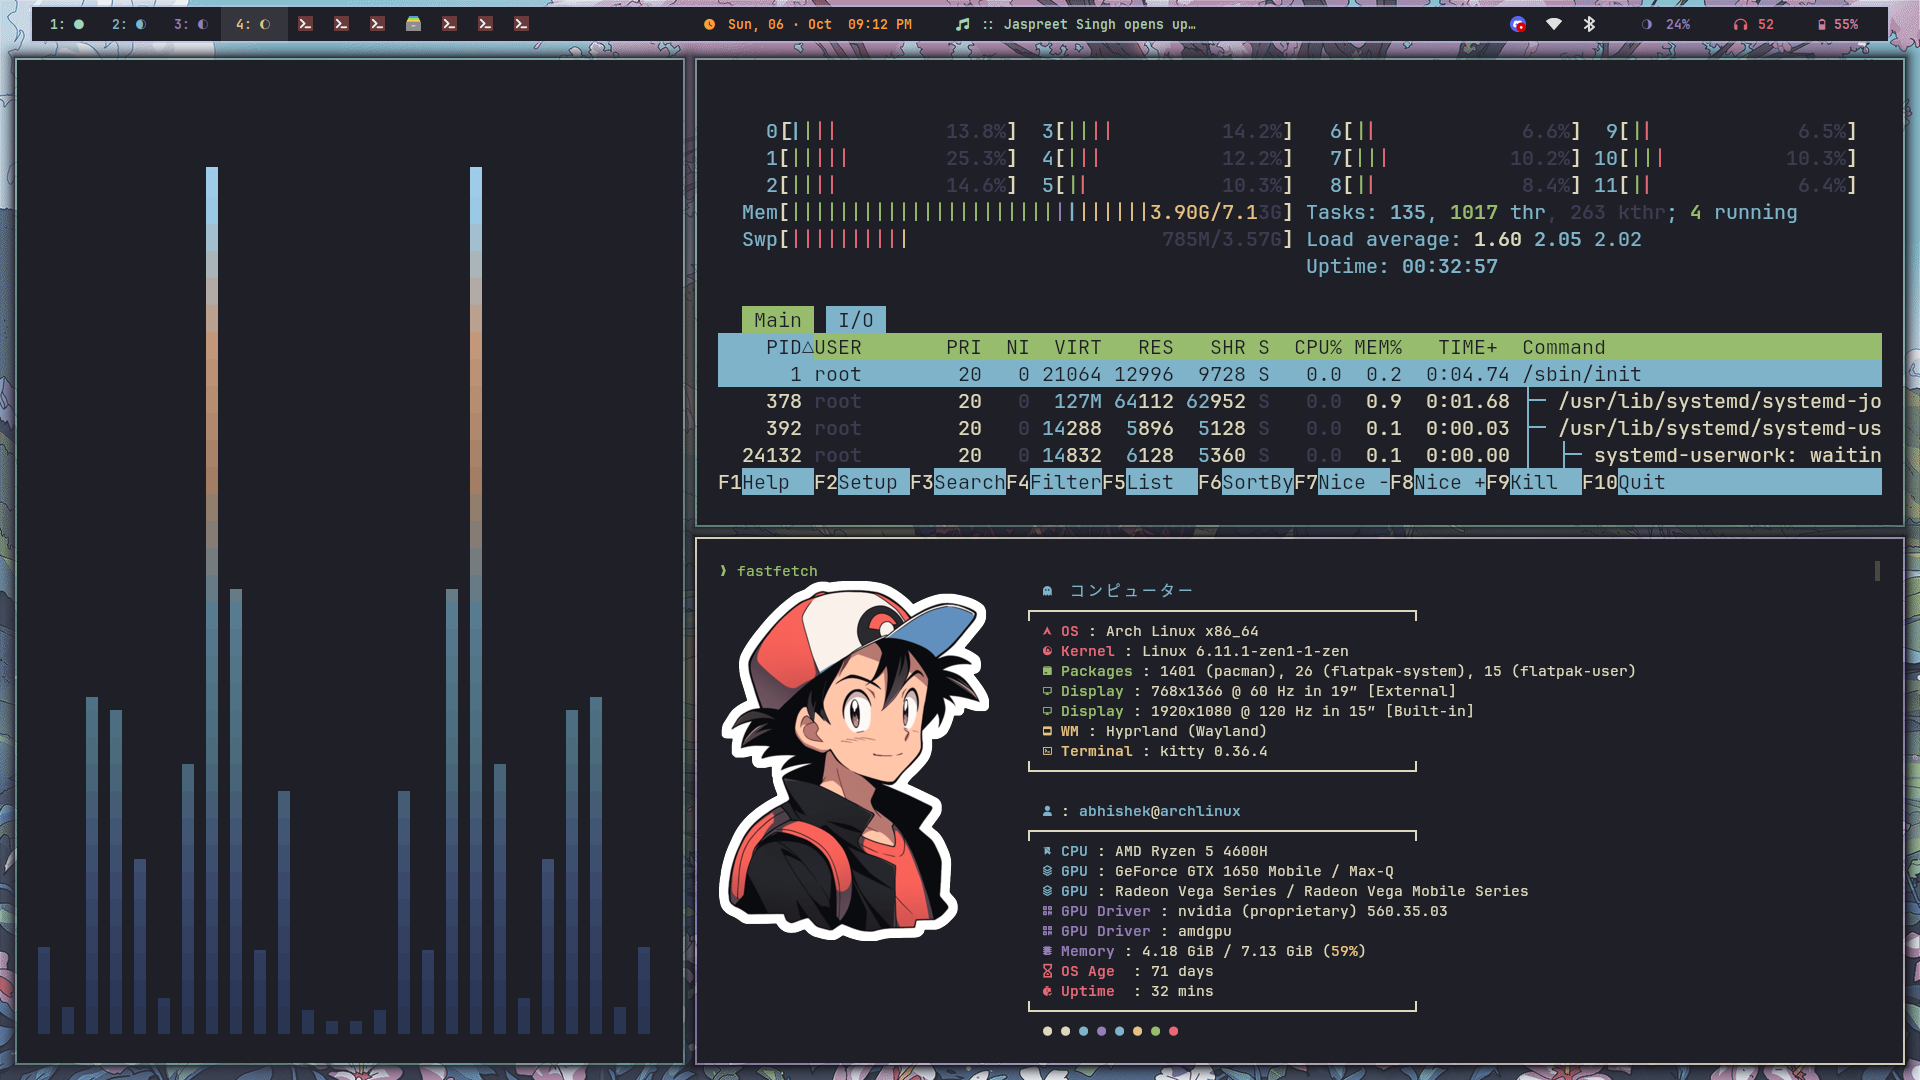 1: 2: 3: 4: Sun, 06 · Oct 09:12 PM :: Jaspreet Singh opens up… 24% 52 55%
0[|||| 13.8%] 3[|||| 14.2%] 6[|| 6.6%] 9[|| 6.5%]
1[||||| 25.3%] 4[||| 12.2%] 7[||| 10.2%] 10[||| 10.3%]
2[|||| 14.6%] 5[|| 10.3%] 8[|| 8.4%] 11[|| 6.4%]
Mem[||||||||||||||||||||||||||||||3.90G/7.13G] Tasks: 135, 1017 thr, 263 kthr; 4 running
Swp[|||||||||| 785M/3.57G] Load average: 1.60 2.05 2.02
Uptime: 00:32:57
Main I/O
PID△USER PRI NI VIRT RES SHR S CPU% MEM% TIME+ Command
1 root 20 0 21064 12996 9728 S 0.0 0.2 0:04.74 /sbin/init
378 root 20 0 127M 64112 62952 S 0.0 0.9 0:01.68 ├─ /usr/lib/systemd/systemd-jo
392 root 20 0 14288 5896 5128 S 0.0 0.1 0:00.03 ├─ /usr/lib/systemd/systemd-us
24132 root 20 0 14832 6128 5360 S 0.0 0.1 0:00.00 │ ├─ systemd-userwork: waitin
F1Help F2Setup F3SearchF4FilterF5List F6SortByF7Nice -F8Nice +F9Kill F10Quit
❱ fastfetch
コンピューター
OS : Arch Linux x86_64
Kernel : Linux 6.11.1-zen1-1-zen
Packages : 1401 (pacman), 26 (flatpak-system), 15 (flatpak-user)
Display : 768x1366 @ 60 Hz in 19″ [External]
Display : 1920x1080 @ 120 Hz in 15″ [Built-in]
WM : Hyprland (Wayland)
Terminal : kitty 0.36.4
: abhishek@archlinux
CPU : AMD Ryzen 5 4600H
GPU : GeForce GTX 1650 Mobile / Max-Q
GPU : Radeon Vega Series / Radeon Vega Mobile Series
GPU Driver : nvidia (proprietary) 560.35.03
GPU Driver : amdgpu
Memory : 4.18 GiB / 7.13 GiB (59%)
OS Age : 71 days
Uptime : 32 mins